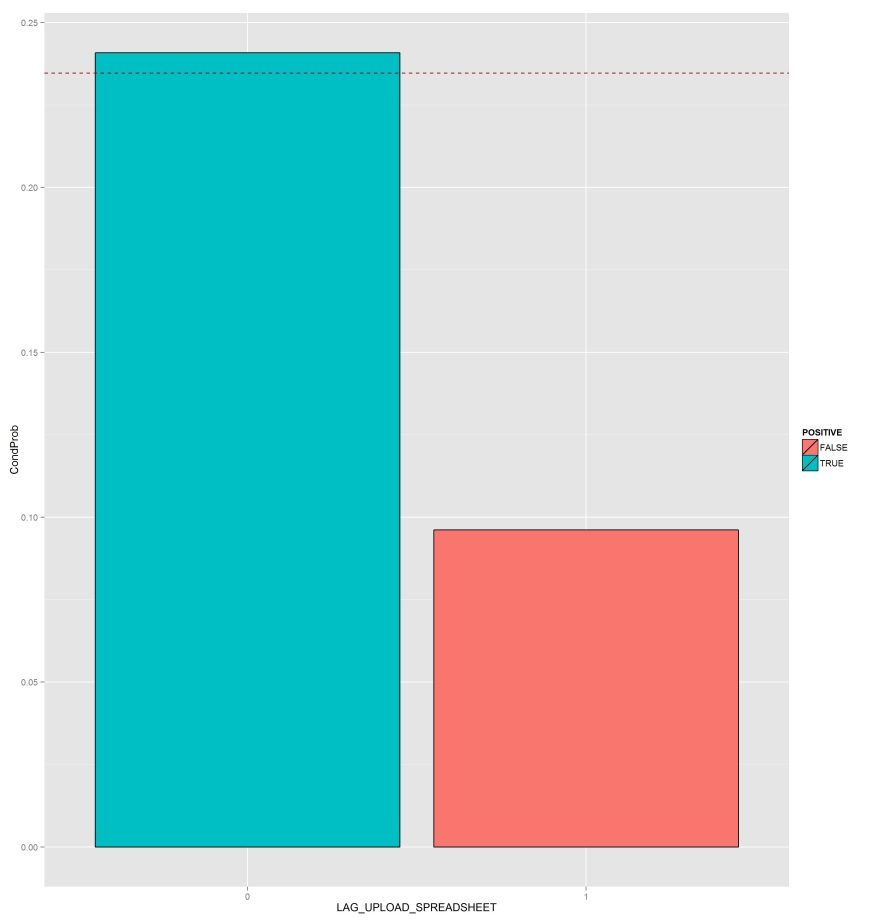 0.25
0.20
0.15
0.10
0.05
0.00
CondProb
0
1
LAG_UPLOAD_SPREADSHEET
POSITIVE
FALSE
TRUE